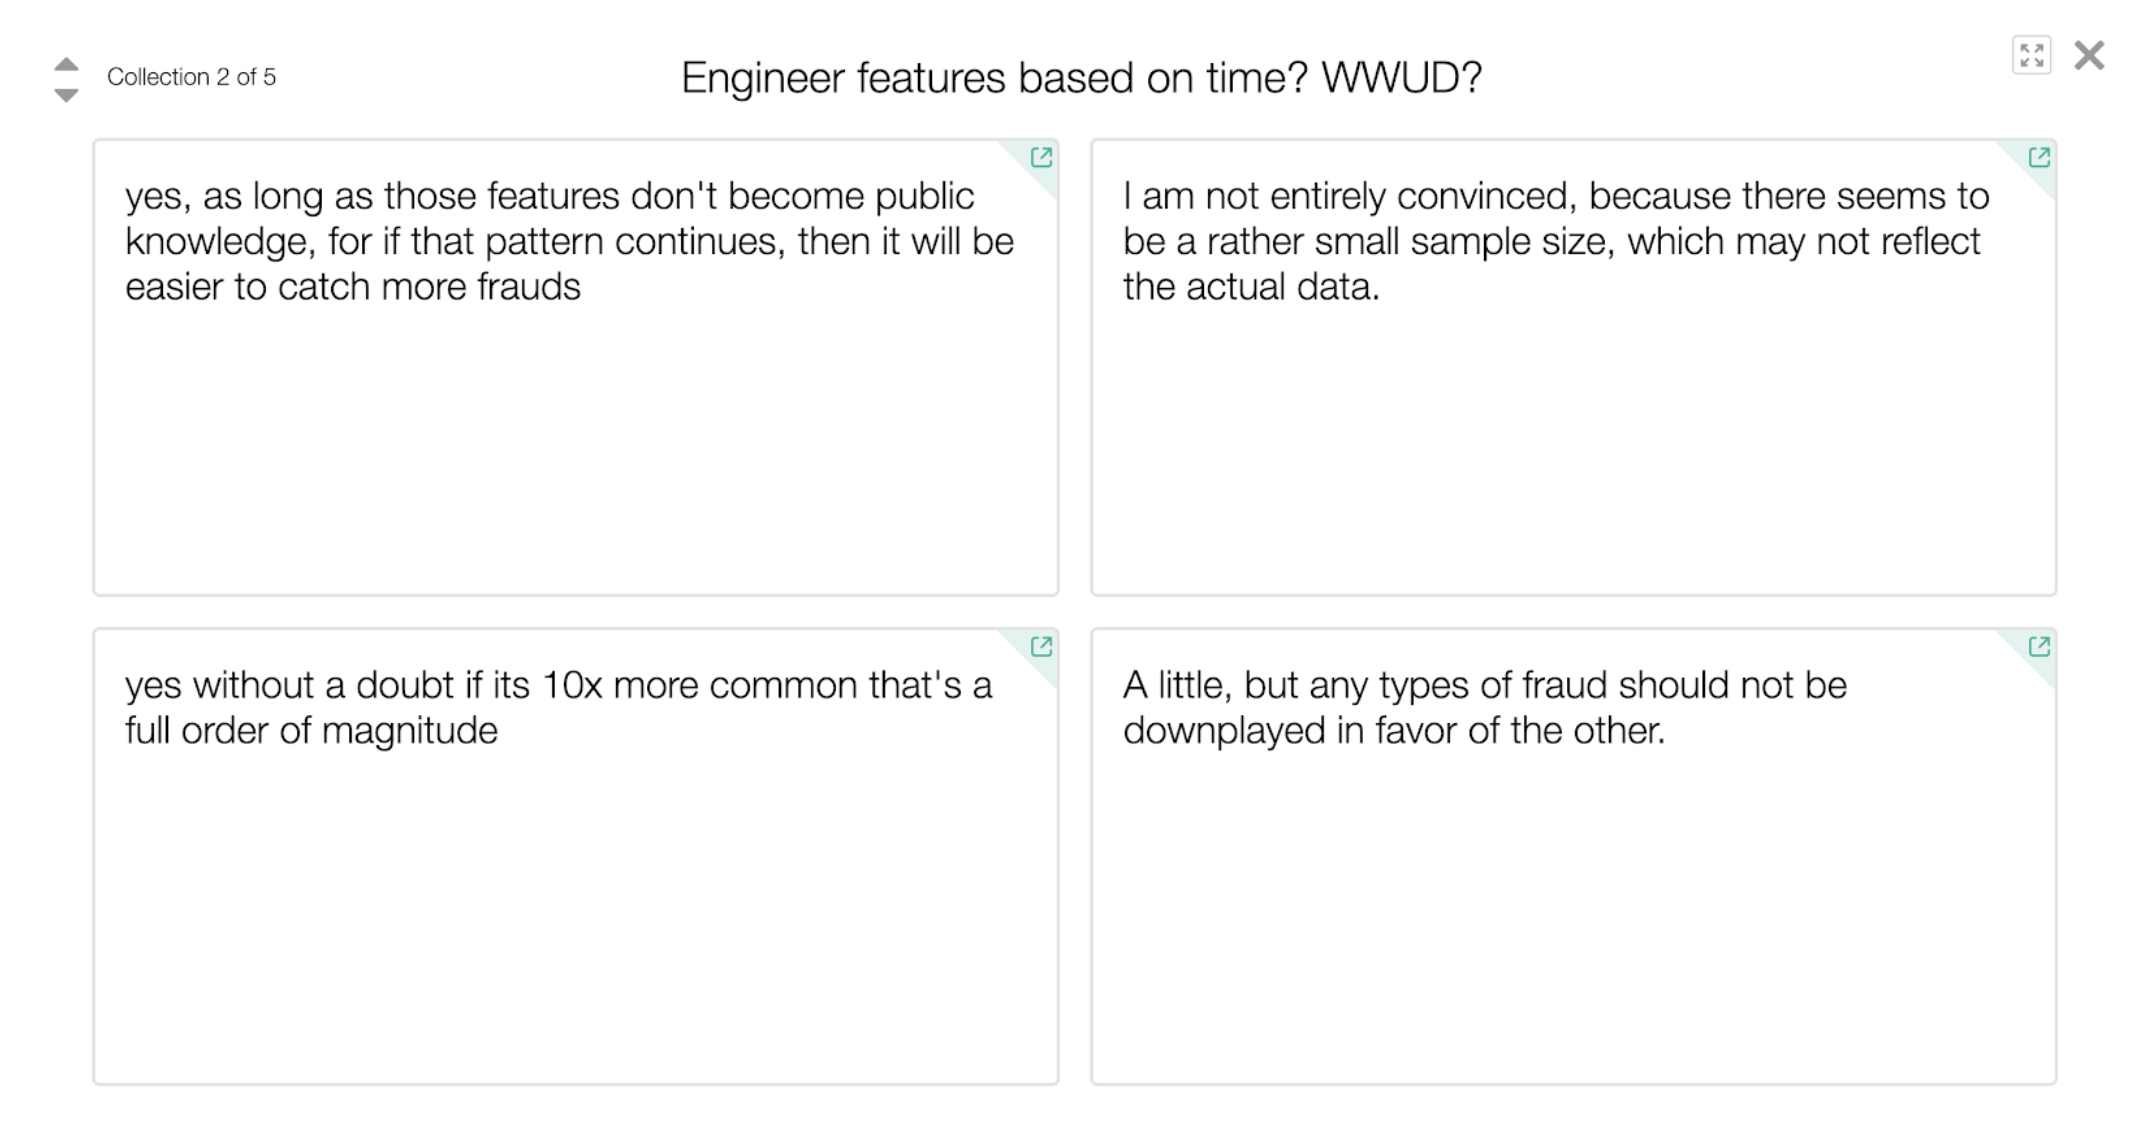 Collection 2 of 5
Engineer features based on time? WWUD?
yes, as long as those features don't become public
knowledge, for if that pattern continues, then it will be
easier to catch more frauds
I am not entirely convinced, because there seems to
be a rather small sample size, which may not reflect
the actual data.
yes without a doubt if its 10x more common that's a
full order of magnitude
A little, but any types of fraud should not be
downplayed in favor of the other.